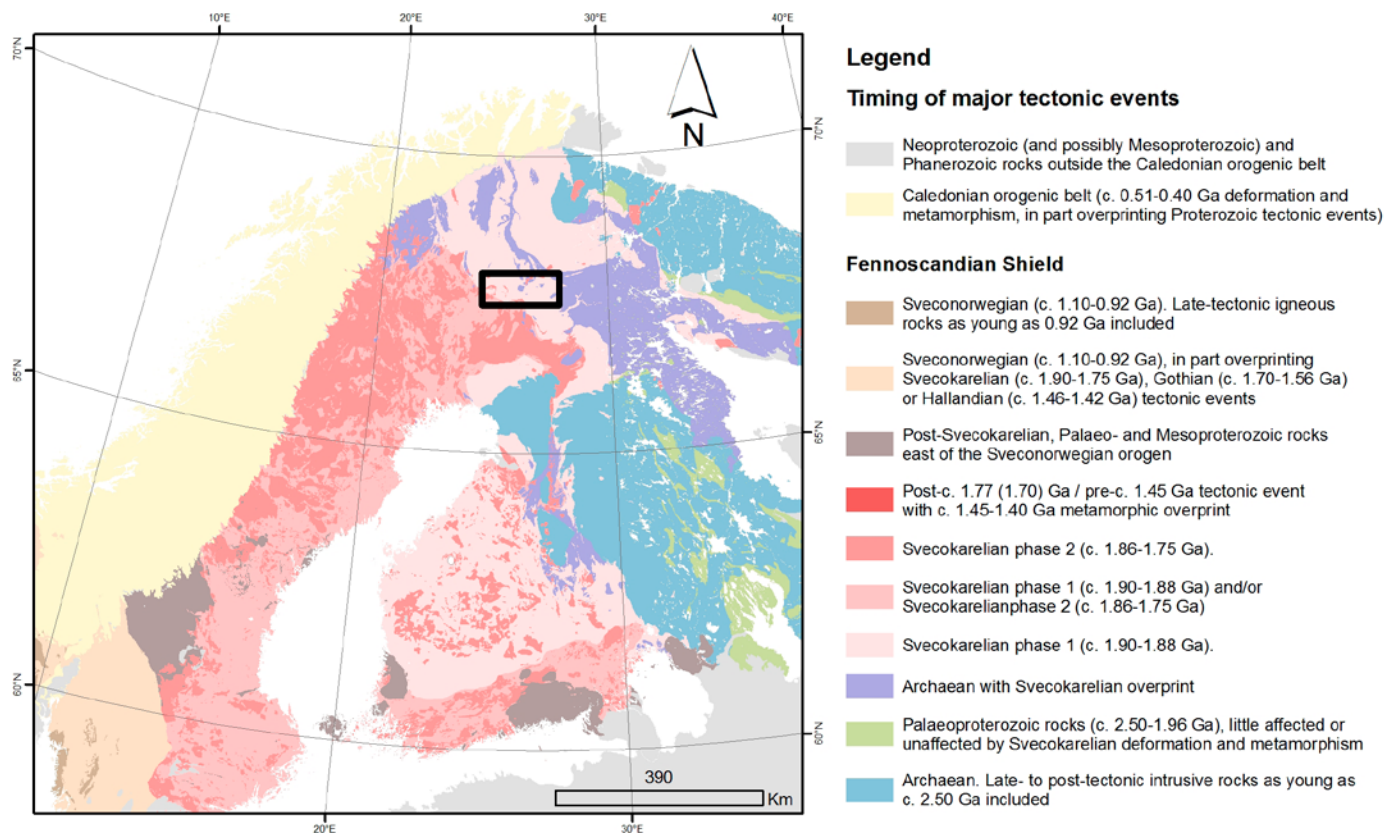 10°E
20°E
30°E
40°E
70°N
70°N
65°N
65°N
60°N
60°N
20°E
30°E
N
390
Km
Legend
Timing of major tectonic events
Neoproterozoic (and possibly Mesoproterozoic) and
Phanerozoic rocks outside the Caledonian orogenic belt
Caledonian orogenic belt (c. 0.51-0.40 Ga deformation and
metamorphism, in part overprinting Proterozoic tectonic events)
Fennoscandian Shield
Sveconorwegian (c. 1.10-0.92 Ga). Late-tectonic igneous
rocks as young as 0.92 Ga included
Sveconorwegian (c. 1.10-0.92 Ga), in part overprinting
Svecokarelian (c. 1.90-1.75 Ga), Gothian (c. 1.70-1.56 Ga)
or Hallandian (c. 1.46-1.42 Ga) tectonic events
Post-Svecokarelian, Palaeo- and Mesoproterozoic rocks
east of the Sveconorwegian orogen
Post-c. 1.77 (1.70) Ga / pre-c. 1.45 Ga tectonic event
with c. 1.45-1.40 Ga metamorphic overprint
Svecokarelian phase 2 (c. 1.86-1.75 Ga).
Svecokarelian phase 1 (c. 1.90-1.88 Ga) and/or
Svecokarelianphase 2 (c. 1.86-1.75 Ga)
Svecokarelian phase 1 (c. 1.90-1.88 Ga).
Archaean with Svecokarelian overprint
Palaeoproterozoic rocks (c. 2.50-1.96 Ga), little affected or
unaffected by Svecokarelian deformation and metamorphism
Archaean. Late- to post-tectonic intrusive rocks as young as
c. 2.50 Ga included